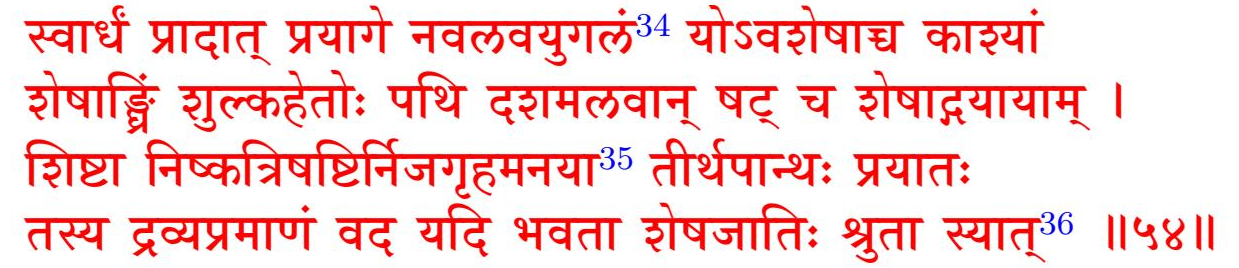 स्वार्धं प्रादात् प्रयागे नवलवयुगलं34 योऽवशेषाच्च काश्यां
शेषाङ्घ्रिं शुल्कहेतोः पथि दशमलवान् षट् च शेषाद्गयायाम् ।
शिष्टा निष्कत्रिषष्टिर्निजगृहमनया35 तीर्थपान्थः प्रयातः
तस्य द्रव्यप्रमाणं वद यदि भवता शेषजातिः श्रुता स्यात्36 ॥५४॥